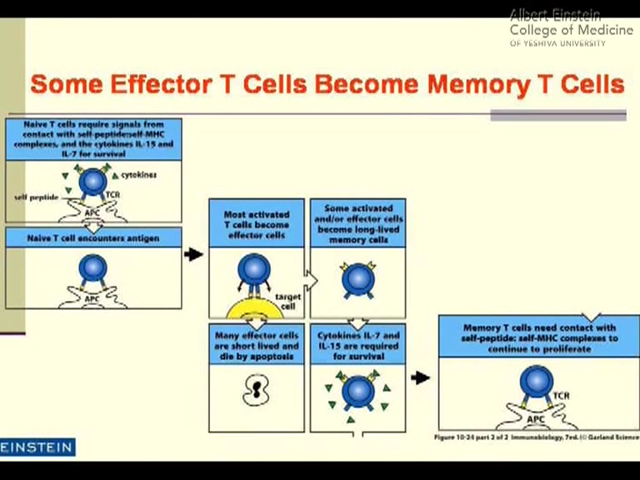 Albert Einstein
College of Medicine
OF YESHIVA UNIVERSITY
Some Effector T Cells Become Memory T Cells
Naive T cells require signals from
contact with self-peptide:self-MHC
complexes, and the cytokines IL-15 and
IL-7 for survival
cytokines
self peptide
TCR
APC
Naive T cell encounters antigen
APC
Most activated
T cells become
effector cells
target
cell
Some activated
and/or effector cells
become long-lived
memory cells
Many effector cells
are short lived and
die by apoptosis
Cytokines IL-7 and
IL-15 are required
for survival
Memory T cells need contact with
self-peptide: self-MHC complexes to
continue to proliferate
TCR
APC
Figure 10-24 part 2 of 2 Immunobiology, 7ed. (© Garland Science
EINSTEIN